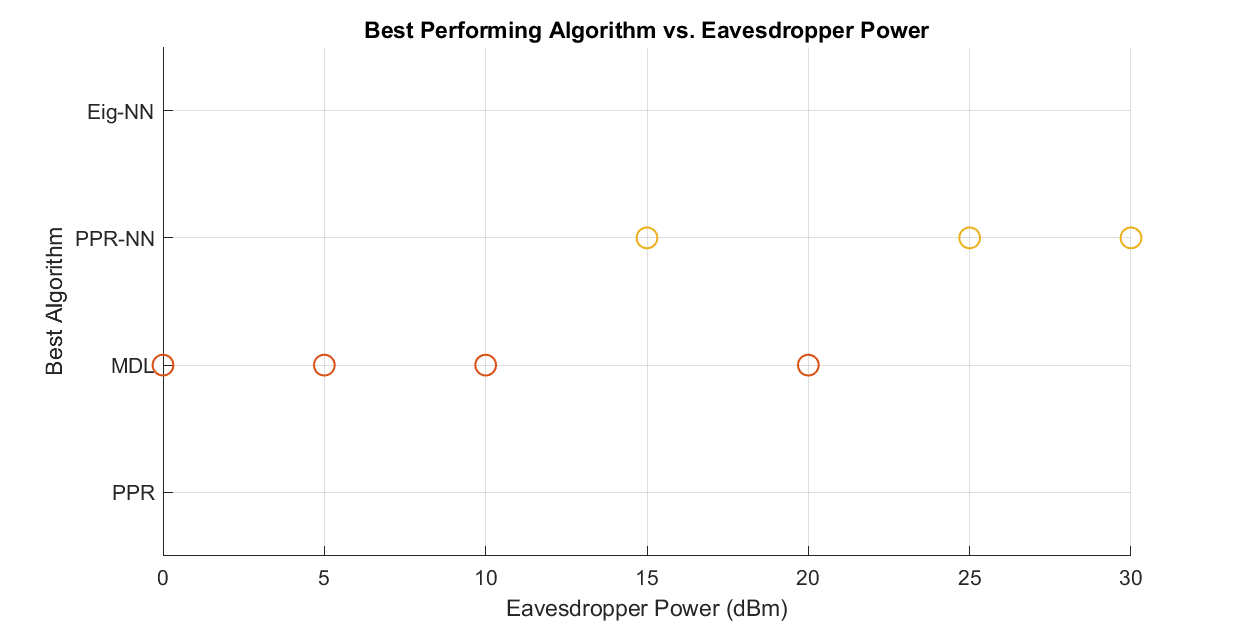 Best Performing Algorithm vs. Eavesdropper Power
Best Algorithm
Eig-NN
PPR-NN
MDL
PPR
0 5 10 15 20 25 30
Eavesdropper Power (dBm)